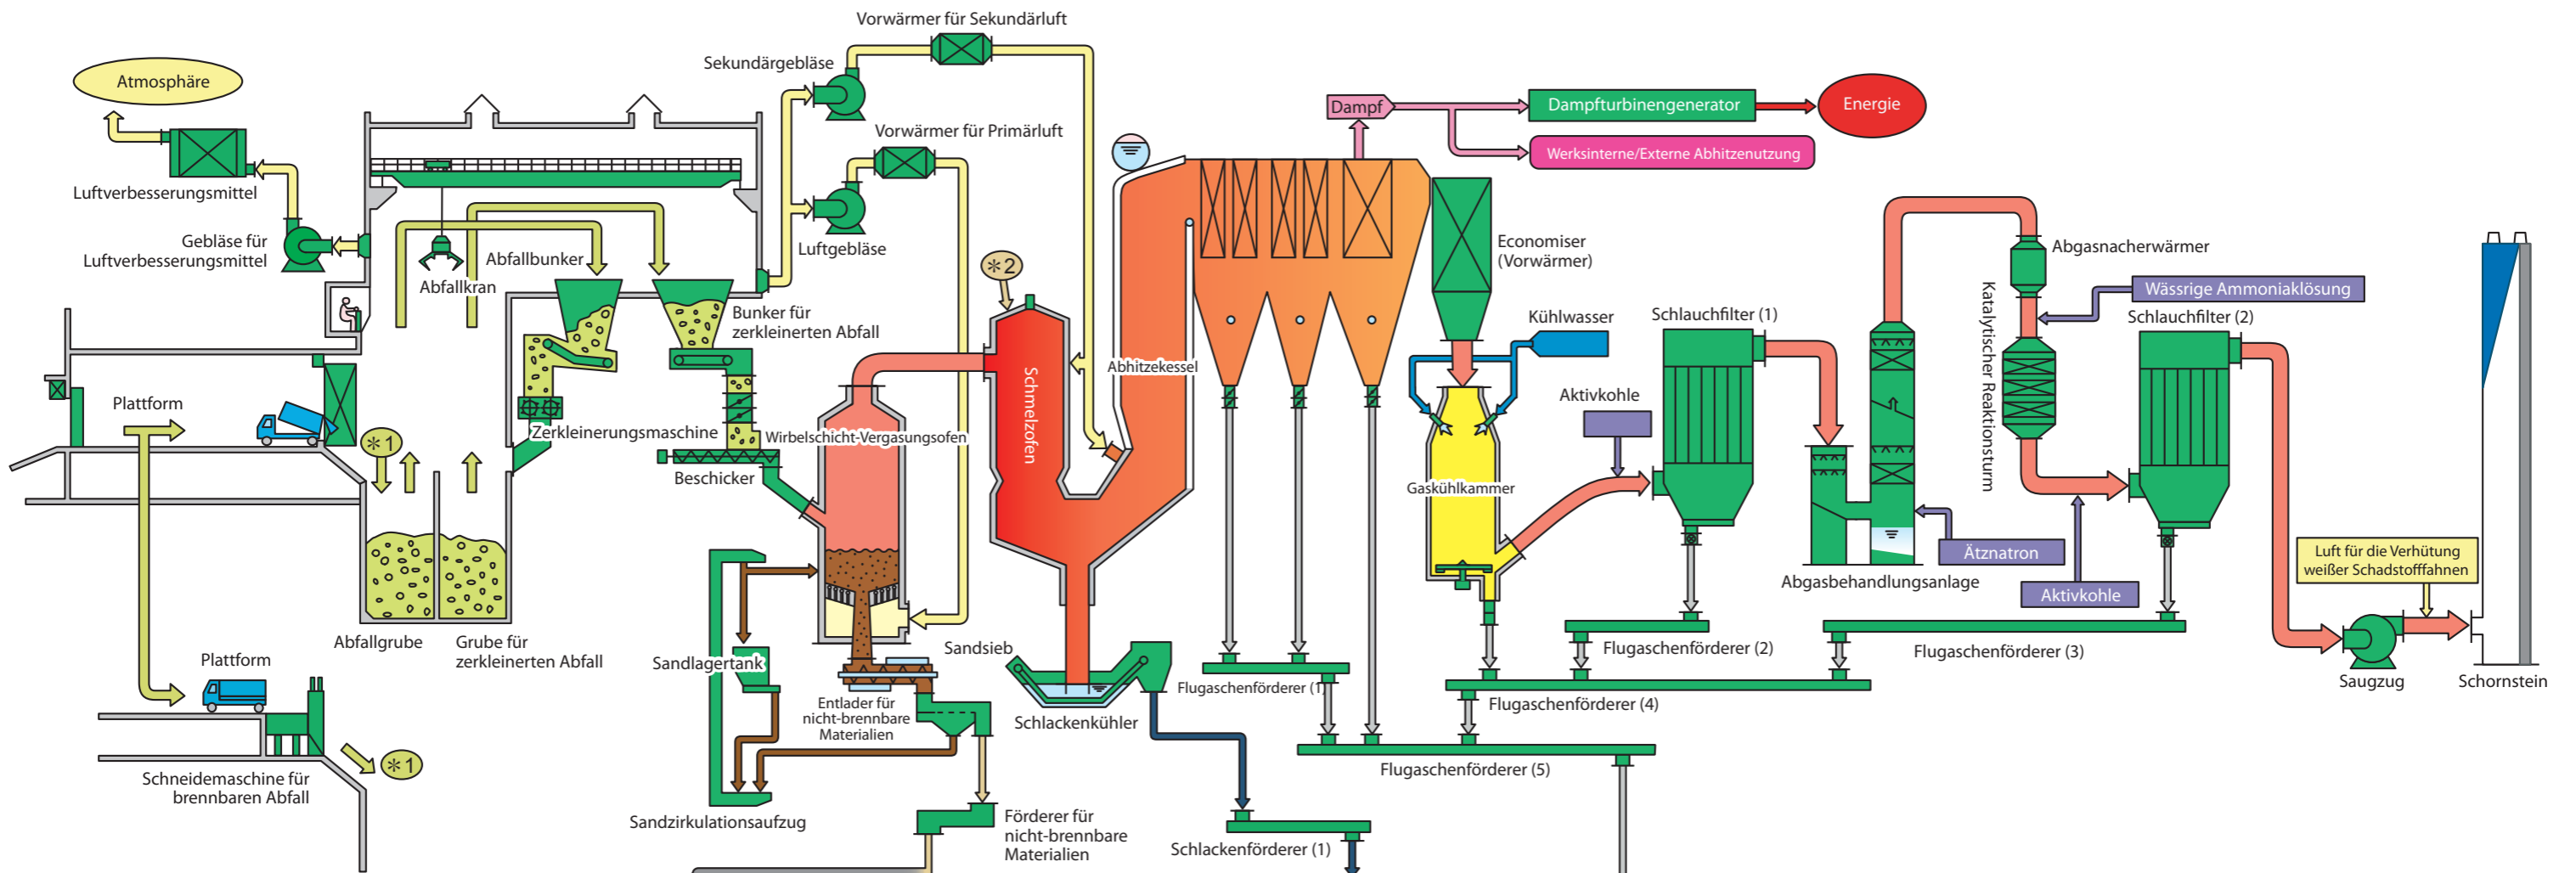 Vorwärmer für Sekundärluft
Sekundärgebläse
Atmosphäre
Luftverbesserungsmittel
Gebläse für
Luftverbesserungsmittel
Vorwärmer für Primärluft
Luftgebläse
Abfallbunker
Abfallkran
Bunker für
zerkleinerten Abfall
Dampf
Dampfturbinengenerator
Energie
Werksinterne/Externe Abhitzenutzung
Economiser
(Vorwärmer)
Kühlwasser
Schlauchfilter (1)
Abgasnacherwärmer
Wässrige Ammoniaklösung
Schlauchfilter (2)
Katalytischer Reaktionsturm
∗2
Schmelzofen
Abhitzekessel
Aktivkohle
Plattform
∗1
Zerkleinerungsmaschine
Wirbelschicht-Vergasungsofen
Beschicker
Gaskühlkammer
Ätznatron
Abgasbehandlungsanlage
Aktivkohle
Luft für die Verhütung
weißer Schadstofffahnen
Abfallgrube
Grube für
zerkleinerten Abfall
Sandlagertank
Sandsieb
Flugaschenförderer (1)
Flugaschenförderer (2)
Flugaschenförderer (3)
Saugzug
Schornstein
Plattform
Entlader für
nicht-brennbare
Materialien
Schlackenkühler
Flugaschenförderer (4)
∗1
Schneidemaschine für
brennbaren Abfall
Flugaschenförderer (5)
Sandzirkulationsaufzug
Förderer für
nicht-brennbare
Materialien
Schlackenförderer (1)